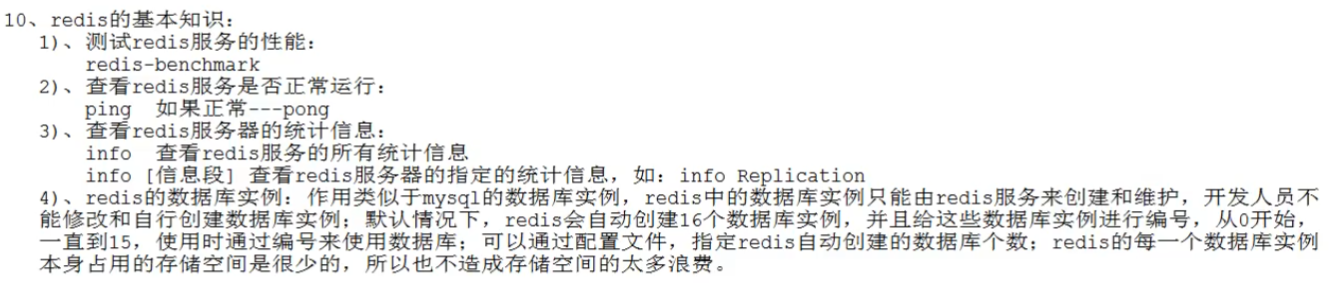 10、redis的基本知识：
1)、测试redis服务的性能：
redis-benchmark
2)、查看redis服务是否正常运行：
ping  如果正常---pong
3)、查看redis服务器的统计信息：
info  查看redis服务的所有统计信息
info [信息段] 查看redis服务器的指定的统计信息，如：info Replication
4)、redis的数据库实例：作用类似于mysql的数据库实例，redis中的数据库实例只能由redis服务来创建和维护，开发人员不
能修改和自行创建数据库实例；默认情况下，redis会自动创建16个数据库实例，并且给这些数据库实例进行编号，从0开始，
一直到15，使用时通过编号来使用数据库；可以通过配置文件，指定redis自动创建的数据库个数；redis的每一个数据库实例
本身占用的存储空间是很少的，所以也不造成存储空间的太多浪费。